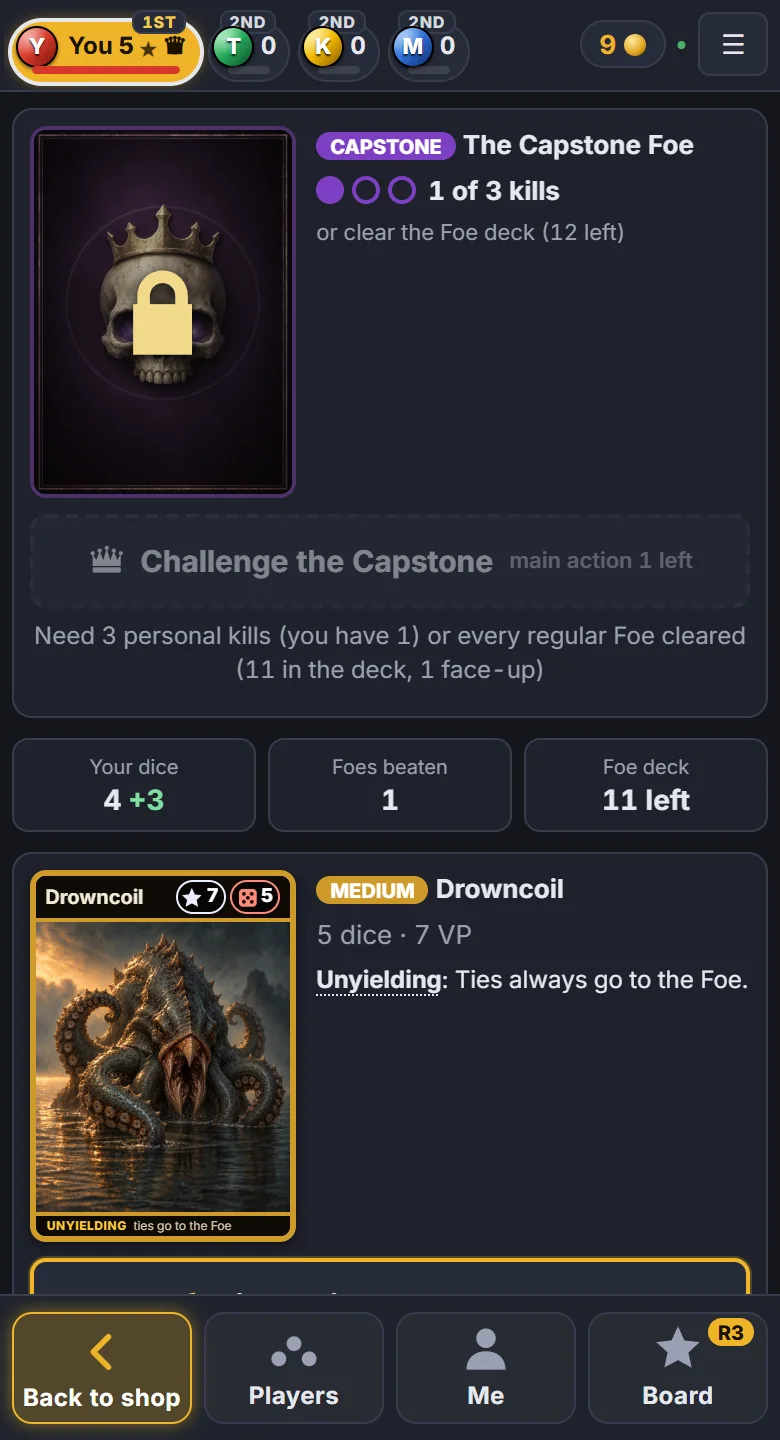 1ST
Y You 5 ★
2ND
T 0
2ND
K 0
2ND
M 0
9
CAPSTONE The Capstone Foe
1 of 3 kills
or clear the Foe deck (12 left)
Challenge the Capstone main action 1 left
Need 3 personal kills (you have 1) or every regular Foe cleared
(11 in the deck, 1 face-up)
Your dice
4 +3
Foes beaten
1
Foe deck
11 left
Drowncoil 7 5
MEDIUM Drowncoil
5 dice · 7 VP
Unyielding: Ties always go to the Foe.
UNYIELDING ties go to the Foe
Back to shop
Players
Me
R3
Board